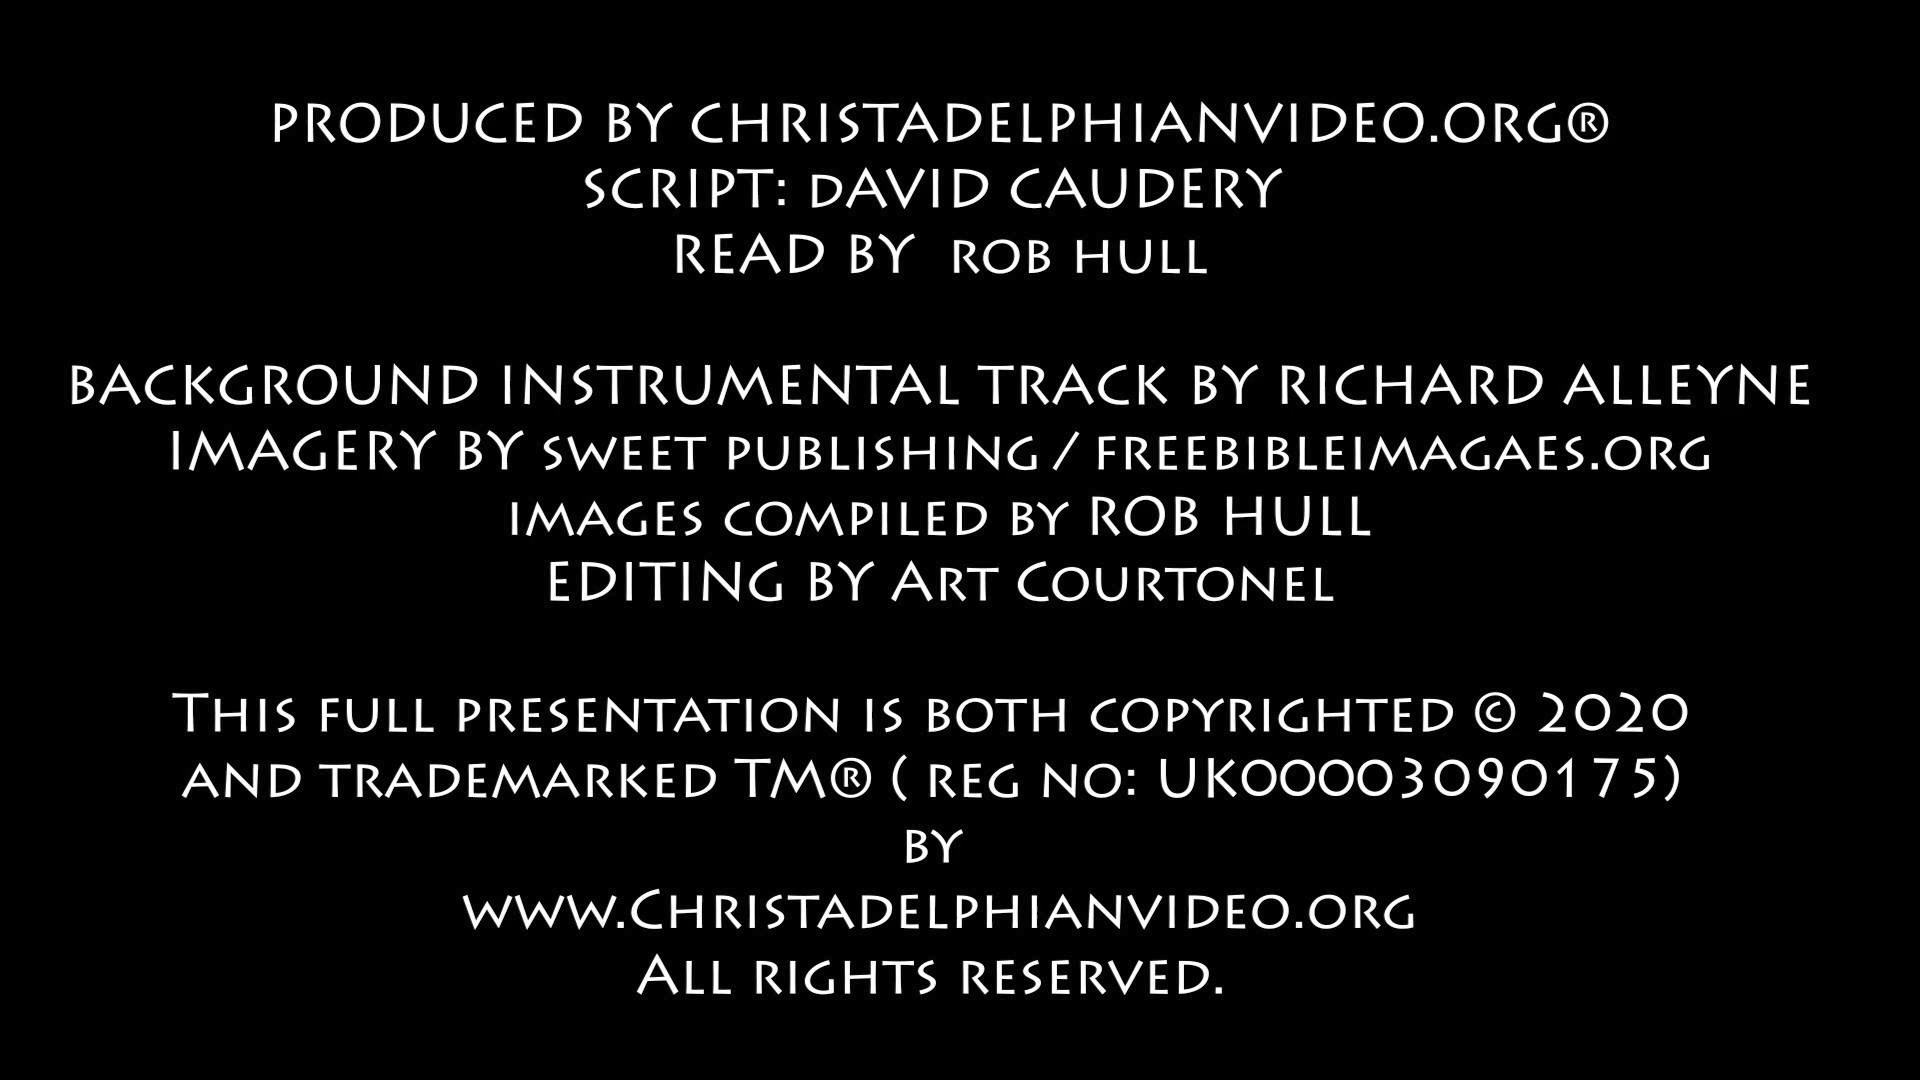 PRODUCED BY CHRISTADELPHIANVIDEO.ORG®
SCRIPT: dAVID CAUDERY
READ BY rob hull
BACKGROUND INSTRUMENTAL TRACK BY RICHARD ALLEYNE
IMAGERY BY sweet publishing / freebibleimagaes.org
images compiled by ROB HULL
EDITING BY Art Courtonel
This full presentation is both copyrighted © 2020
and trademarked TM® ( reg no: UK00003090175)
by
www.Christadelphianvideo.org
All rights reserved.